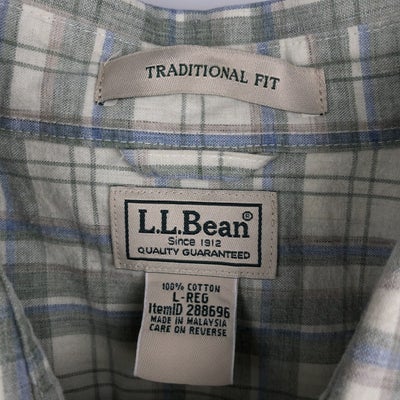 TRADITIONAL FIT
L.L.Bean®
Since 1912
QUALITY GUARANTEED
100% COTTON
L-REG
ItemID 288696
MADE IN MALAYSIA
CARE ON REVERSE